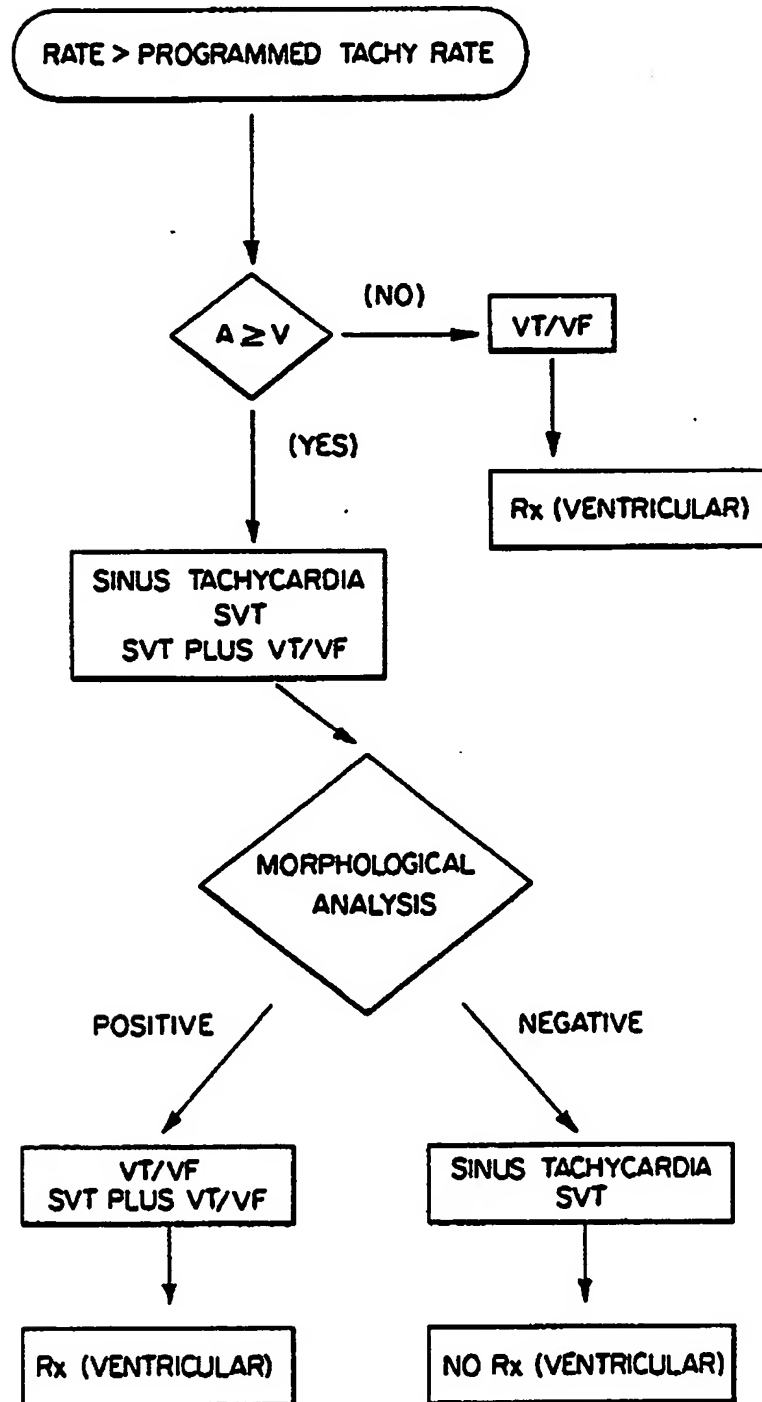 RATE > PROGRAMMED TACHY RATE
A ≥ V
(NO)
VT/VF
(YES)
Rx (VENTRICULAR)
SINUS TACHYCARDIA
SVT
SVT PLUS VT/VF
MORPHOLOGICAL
ANALYSIS
POSITIVE
NEGATIVE
VT/VF
SVT PLUS VT/VF
SINUS TACHYCARDIA
SVT
Rx (VENTRICULAR)
NO Rx (VENTRICULAR)